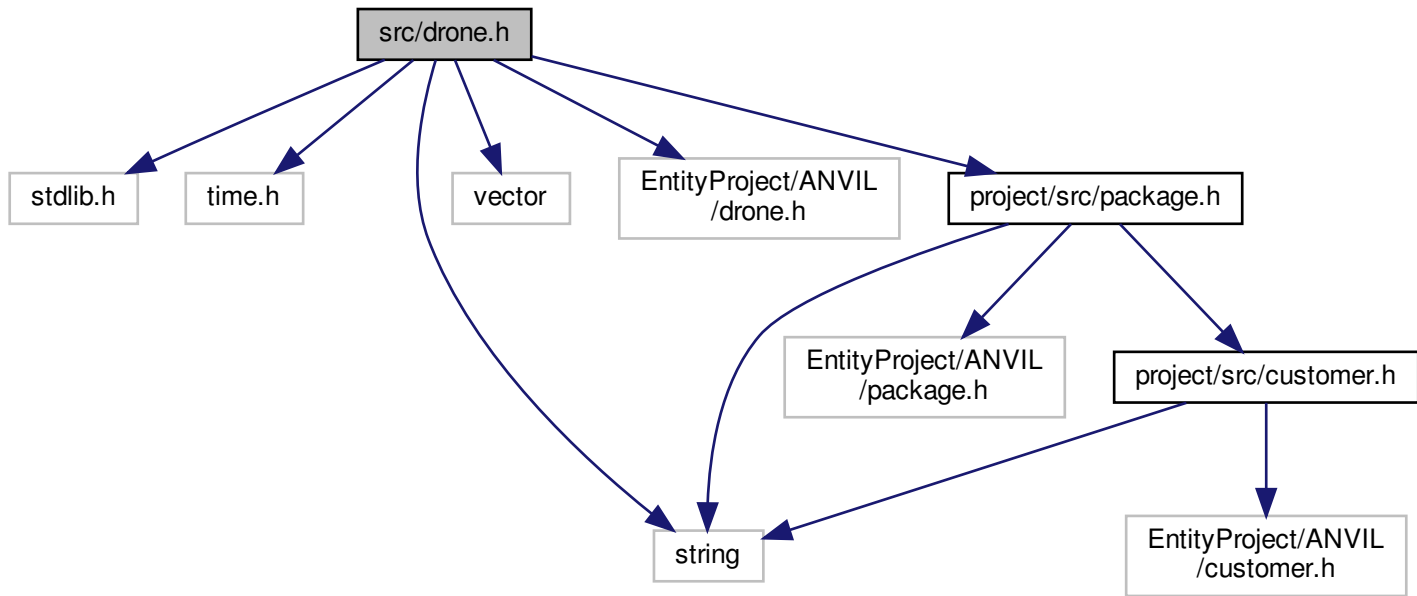 src/drone.h
stdlib.h
time.h
vector
EntityProject/ANVIL
/drone.h
project/src/package.h
EntityProject/ANVIL
/package.h
project/src/customer.h
string
EntityProject/ANVIL
/customer.h